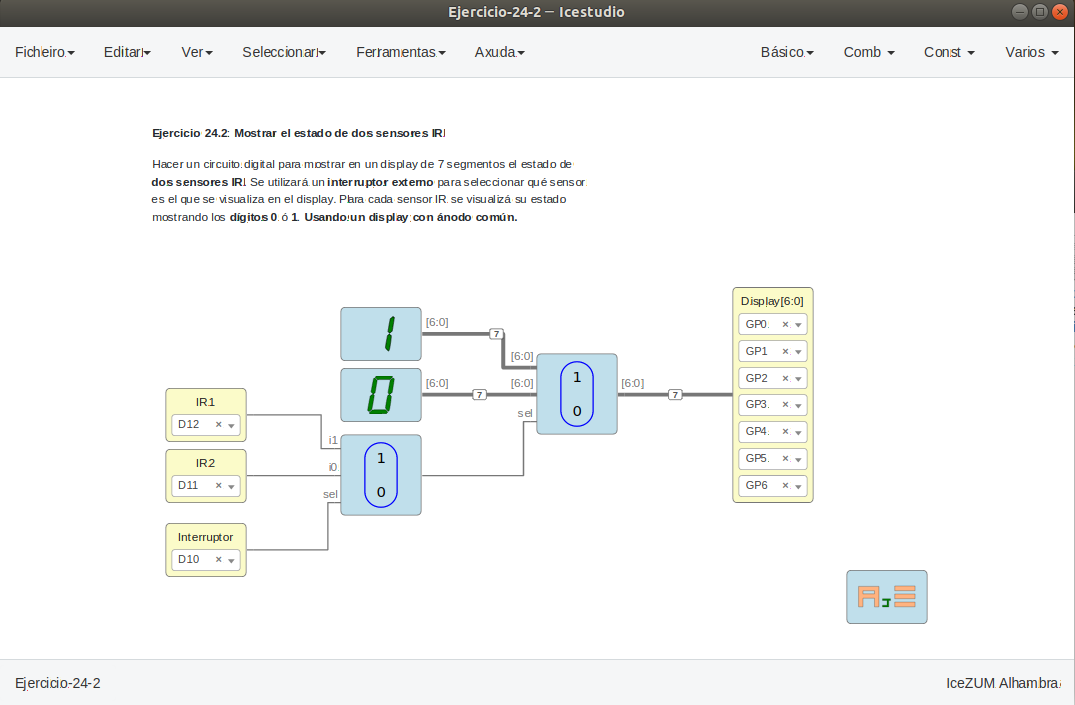 Ejercicio-24-2 — Icestudio
Ficheiro Editar Ver Seleccionar Ferramentas Axuda Básico Comb Const Varios
Ejercicio 24.2: Mostrar el estado de dos sensores IR
Hacer un circuito digital para mostrar en un display de 7 segmentos el estado de
dos sensores IR. Se utilizará un interruptor externo para seleccionar qué sensor
es el que se visualiza en el display. Para cada sensor IR se visualizá su estado
mostrando los dígitos 0 ó 1. Usando un display con ánodo común.
Display[6:0]
1
[6:0]
7
GP0
GP1
[6:0]
1
GP2
0
[6:0]
7
[6:0]
[6:0]
7
GP3
IR1
0
sel
D12
GP4
i1
1
GP5
IR2
i0
D11
GP6
sel
0
Interruptor
D10
Ejercicio-24-2
IceZUM Alhambra